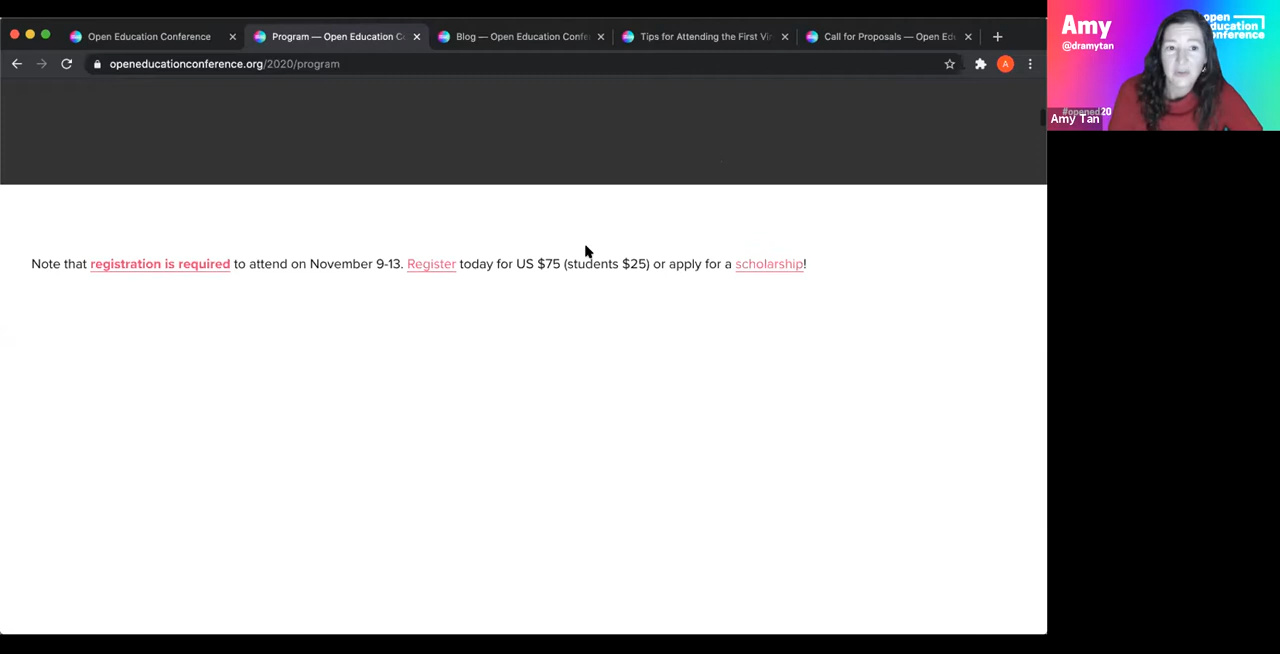 Open Education Conference
Program — Open Education C
Blog — Open Education Confe
Tips for Attending the First Vi
Call for Proposals — Open Ed
openeducationconference.org/2020/program
A
Note that registration is required to attend on November 9-13. Register today for US $75 (students $25) or apply for a scholarship!
Amy
@dramytan
open
education
conference
#opened20
Amy Tan